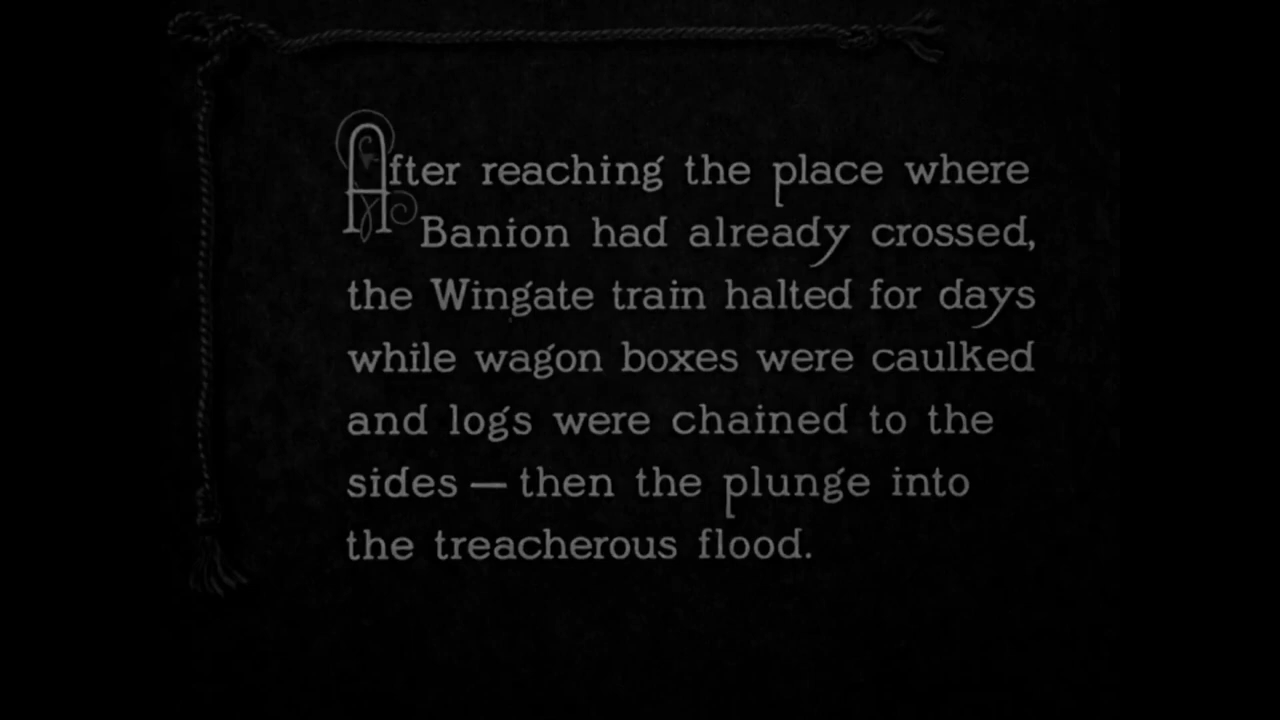 After reaching the place where
Banion had already crossed,
the Wingate train halted for days
while wagon boxes were caulked
and logs were chained to the
sides — then the plunge into
the treacherous flood.